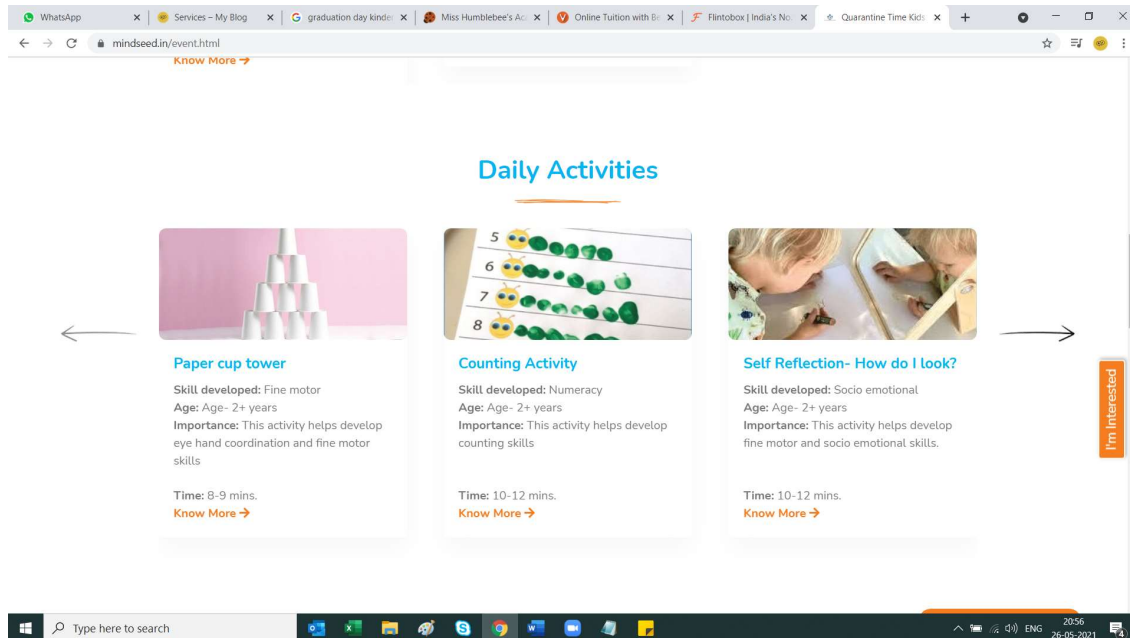 WhatsApp
Services – My Blog
graduation day kinde
Miss Humblebee's Ac
Online Tuition with Be
Flintobox | India's No.
Quarantine Time Kids
mindseed.in/event.html
Know More →
Daily Activities
5
6
7
8
Paper cup tower
Skill developed: Fine motor
Age: Age- 2+ years
Importance: This activity helps develop
eye hand coordination and fine motor
skills
Time: 8-9 mins.
Know More →
Counting Activity
Skill developed: Numeracy
Age: Age- 2+ years
Importance: This activity helps develop
counting skills
Time: 10-12 mins.
Know More →
Self Reflection- How do I look?
Skill developed: Socio emotional
Age: Age- 2+ years
Importance: This activity helps develop
fine motor and socio emotional skills.
Time: 10-12 mins.
Know More →
I'm Interested
Type here to search
ENG
20:56
26-05-2021
4